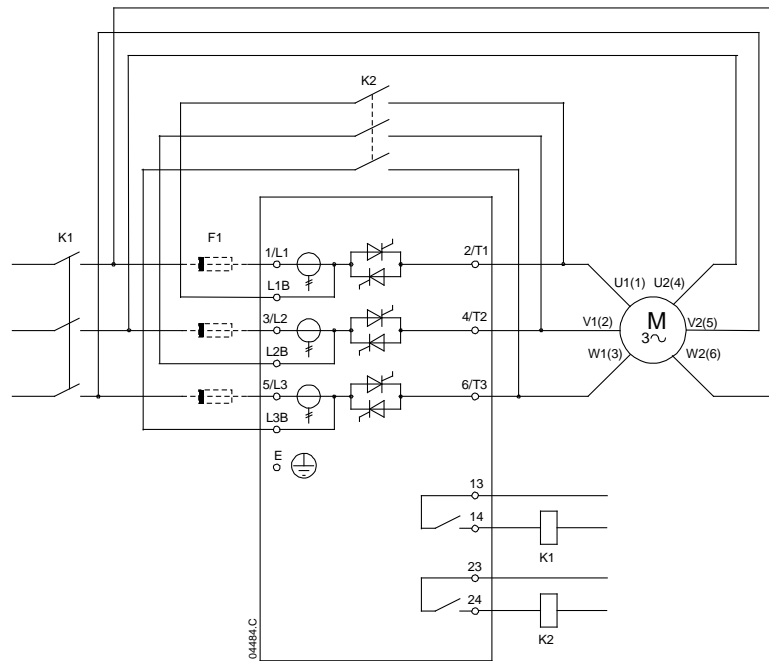 K2
K1
F1
1/L1
2/T1
L1B
U1(1)
U2(4)
3/L2
4/T2
V1(2)
M
3~
V2(5)
L2B
W1(3)
W2(6)
5/L3
6/T3
L3B
E
13
14
K1
23
24
K2
04484.C